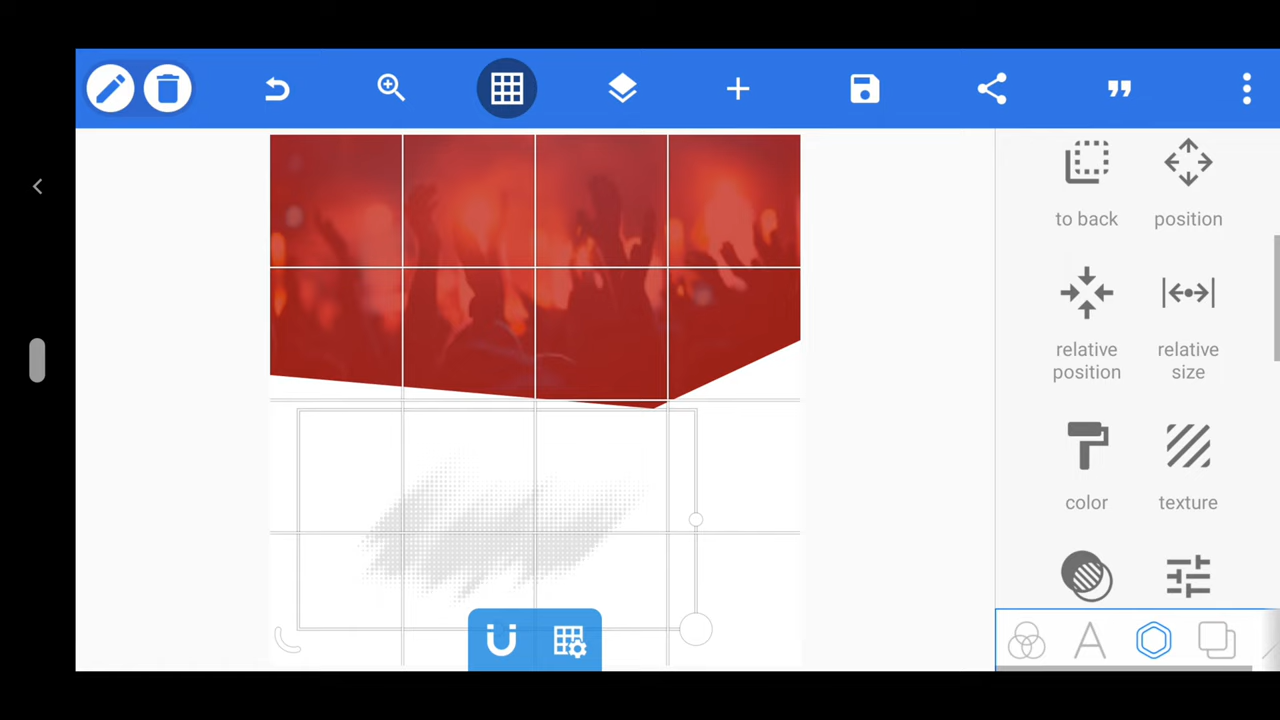 to back
position
relative position
relative size
color
texture